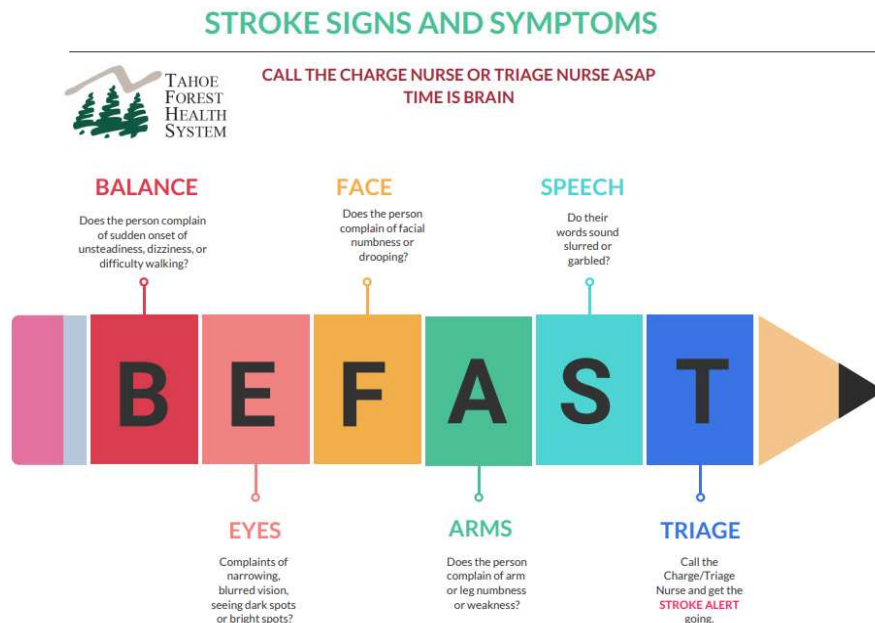 STROKE SIGNS AND SYMPTOMS
TAHOE
FOREST
HEALTH
SYSTEM
CALL THE CHARGE NURSE OR TRIAGE NURSE ASAP
TIME IS BRAIN
BALANCE
Does the person complain
of sudden onset of
unsteadiness, dizziness, or
difficulty walking?
FACE
Does the person
complain of facial
numbness or
drooping?
SPEECH
Do their
words sound
slurred or
garbled?
B E F A S T
EYES
Complaints of
narrowing,
blurred vision,
seeing dark spots
or bright spots?
ARMS
Does the person
complain of arm
or leg numbness
or weakness?
TRIAGE
Call the
Charge/Triage
Nurse and get the
STROKE ALERT
going.